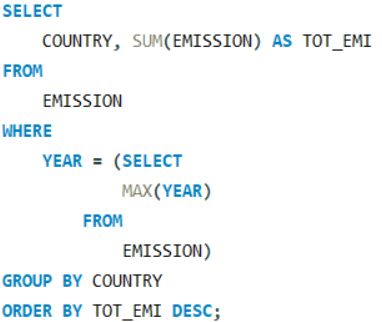 SELECT
COUNTRY, SUM(EMISSION) AS TOT_EMI
FROM
EMISSION
WHERE
YEAR = (SELECT
MAX(YEAR)
FROM
EMISSION)
GROUP BY COUNTRY
ORDER BY TOT_EMI DESC;